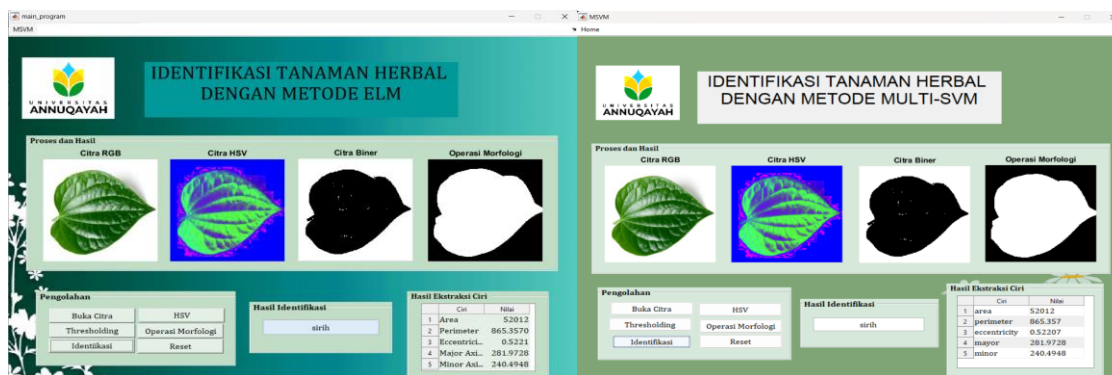 main_program
MSVM
UNIVERSITAS
ANNUQAYAH
IDENTIFIKASI TANAMAN HERBAL
DENGAN METODE ELM
Proses dan Hasil
Citra RGB
Citra HSV
Citra Biner
Operasi Morfologi
Pengolahan
Buka Citra
HSV
Thresholding
Operasi Morfologi
Identiikasi
Reset
Hasil Identifikasi
sirih
Hasil Ekstraksi Ciri
Ciri Nilai
1 Area 52012
2 Perimeter 865.3570
3 Eccentrici... 0.5221
4 Major Axi... 281.9728
5 Minor Axi... 240.4948
MSVM
Home
UNIVERSITAS
ANNUQAYAH
IDENTIFIKASI TANAMAN HERBAL
DENGAN METODE MULTI-SVM
Proses dan Hasil
Citra RGB
Citra HSV
Citra Biner
Operasi Morfologi
Pengolahan
Buka Citra
HSV
Thresholding
Operasi Morfologi
Identifikasi
Reset
Hasil Identifikasi
sirih
Hasil Ekstraksi Ciri
Ciri Nilai
1 area 52012
2 perimeter 865.357
3 eccentricity 0.52207
4 mayor 281.9728
5 minor 240.4948